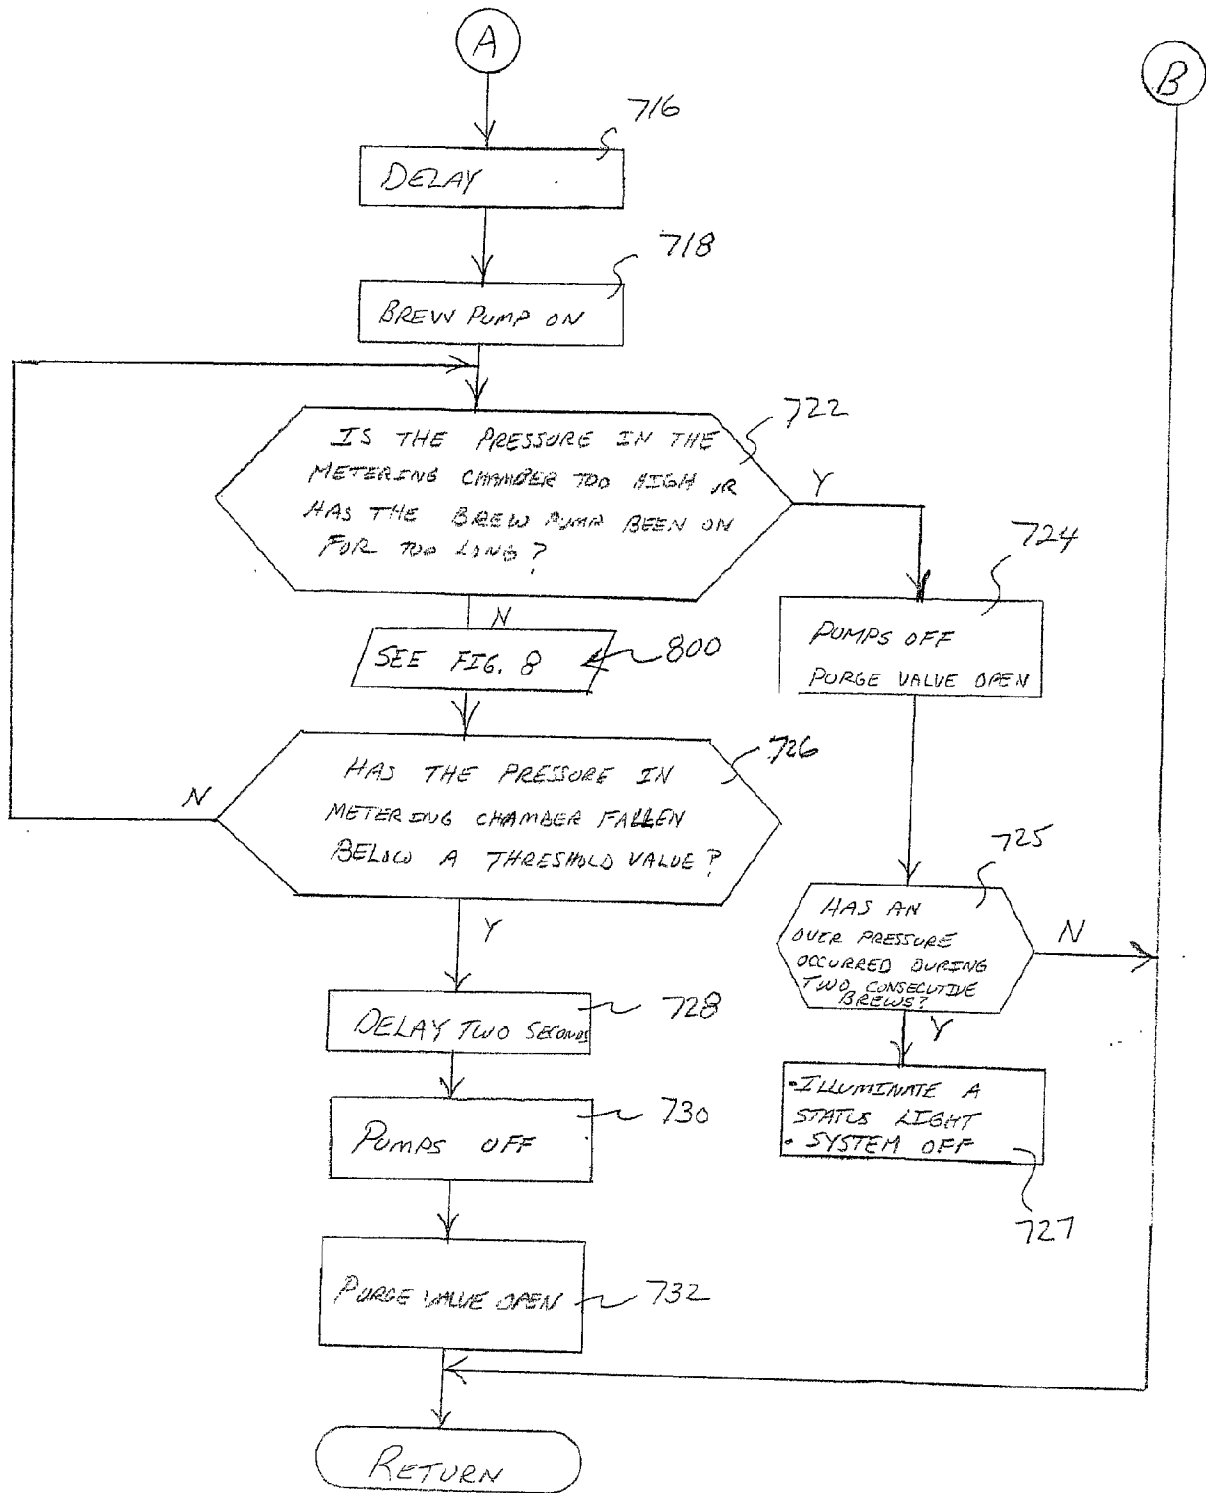 A
B
716
DELAY
718
BREW PUMP ON
722
IS THE PRESSURE IN THE
METERING CHAMBER TOO HIGH OR
HAS THE BREW PUMP BEEN ON
FOR TOO LONG?
Y
N
724
PUMPS OFF
PURGE VALUE OPEN
SEE FIG. 8
800
726
HAS THE PRESSURE IN
METERING CHAMBER FALLEN
BELOW A THRESHOLD VALUE?
N
Y
725
HAS AN
OVER PRESSURE
OCCURRED DURING
TWO CONSECUTIVE
BREWS?
N
Y
728
DELAY TWO SECONDS
•ILLUMINATE A
STATUS LIGHT
• SYSTEM OFF
727
730
PUMPS OFF
PURGE VALUE OPEN
732
RETURN